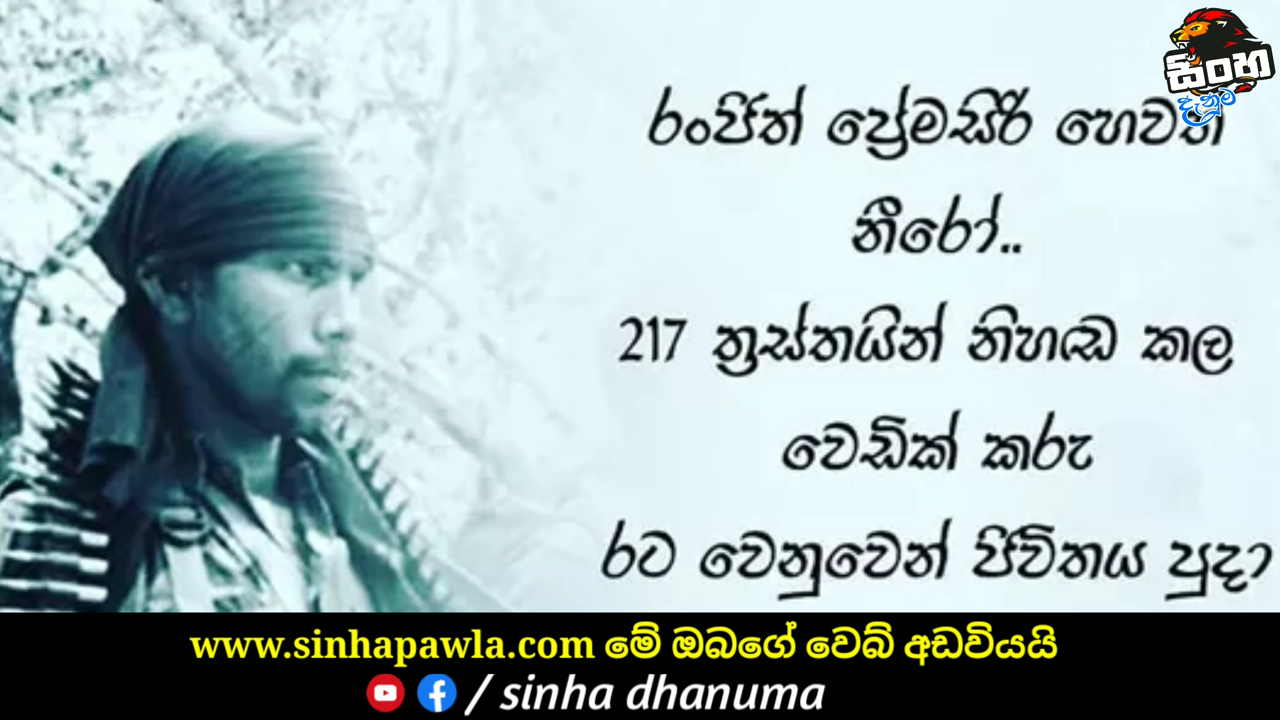 සිංහ
දැනුම
රංජිත් ප්‍රේමසිරි හෙවත්
නීරෝ..
217 ත්‍රස්තයින් නිහඬ කල
වෙඩික් කරු
රට වෙනුවෙන් ජීවිතය පුදා
www.sinhapawla.com මේ ඔබගේ වෙබ් අඩවියයි
/ sinha dhanuma